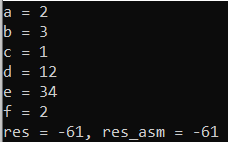 a = 2
b = 3
c = 1
d = 12
e = 34
f = 2
res = -61, res_asm = -61